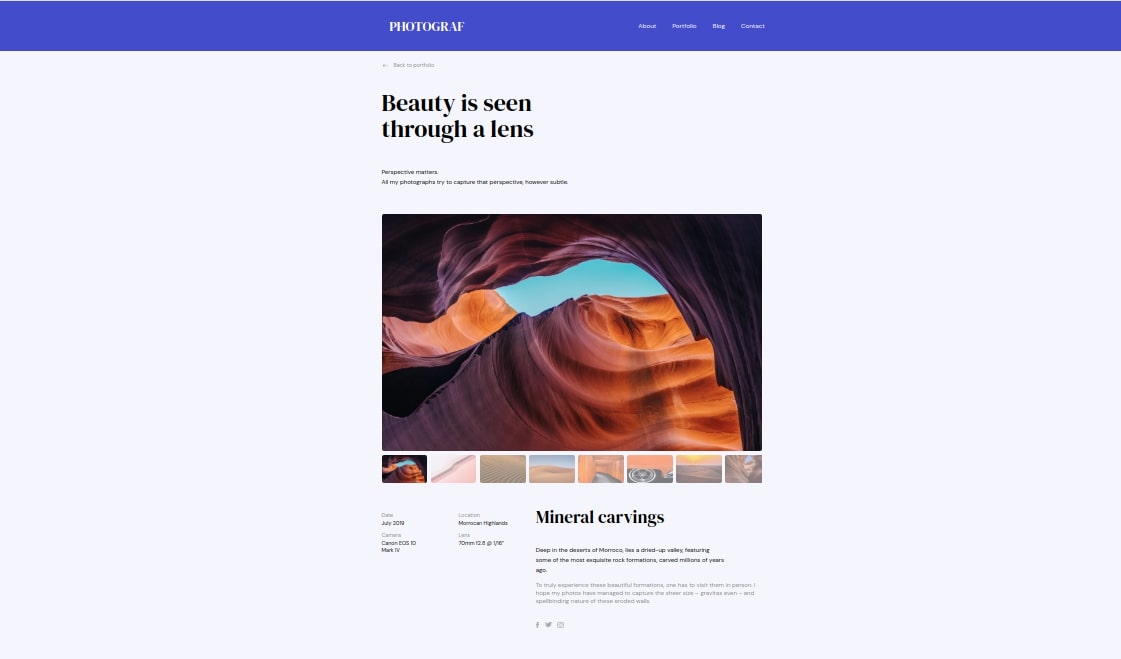 PHOTOGRAF
About Portfolio Blog Contact
← Back to portfolio
Beauty is seen
through a lens
Perspective matters.
All my photographs try to capture that perspective, however subtle.
Date
July 2019
Location
Morrocan Highlands
Camera
Canon EOS 1D
Mark IV
Lens
70mm f2.8 @ 1/16"
Mineral carvings
Deep in the deserts of Morroco, lies a dried-up valley, featuring
some of the most exquisite rock formations, carved millions of years
ago.
To truly experience these beautiful formations, one has to visit them in person. I
hope my photos have managed to capture the sheer size – gravitas even – and
spellbinding nature of these eroded walls.